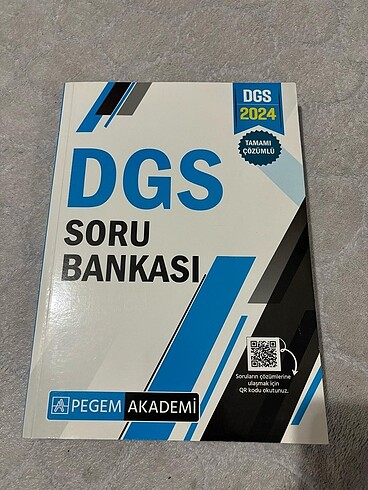 DGS
2024
TAMAMI
ÇÖZÜMLÜ
DGS
SORU
BANKASI
Soruların çözümlerine
ulaşmak için
QR kodu okutunuz.
PEGEM AKADEMİ